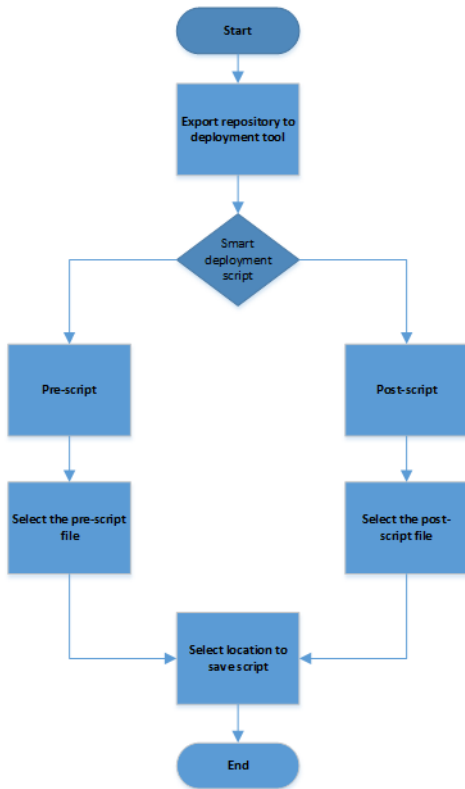 Start
Export repository to
deployment tool
Smart
deployment
script
Pre-script
Post-script
Select the pre-script
file
Select the post-
script file
Select location to
save script
End